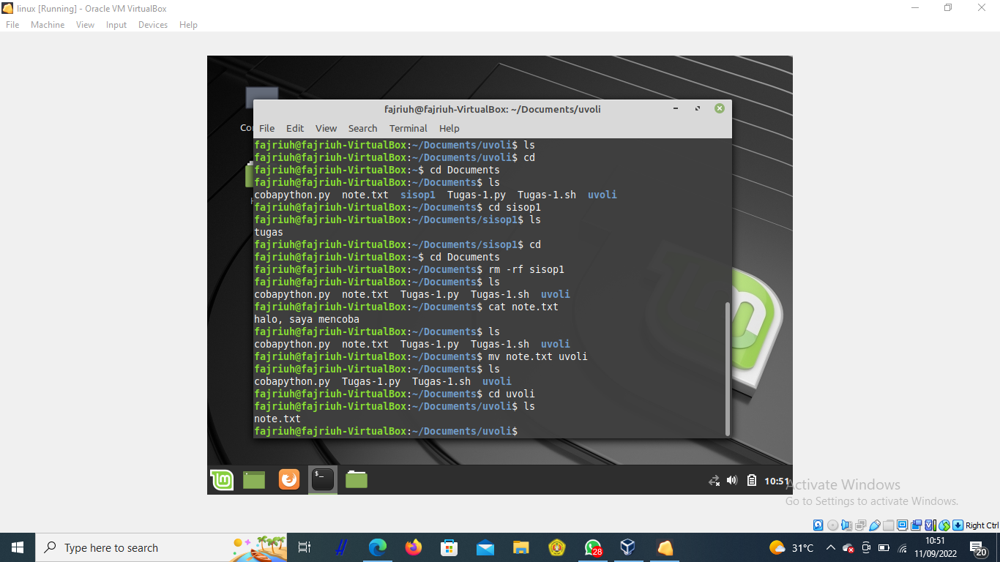 linux [Running] - Oracle VM VirtualBox
File Machine View Input Devices Help
fajriuh@fajriuh-VirtualBox: ~/Documents/uvoli
File Edit View Search Terminal Help
fajriuh@fajriuh-VirtualBox:~/Documents/uvoli$ ls
fajriuh@fajriuh-VirtualBox:~/Documents/uvoli$ cd
fajriuh@fajriuh-VirtualBox:~$ cd Documents
fajriuh@fajriuh-VirtualBox:~/Documents$ ls
cobapython.py note.txt sisop1 Tugas-1.py Tugas-1.sh uvoli
fajriuh@fajriuh-VirtualBox:~/Documents$ cd sisop1
fajriuh@fajriuh-VirtualBox:~/Documents/sisop1$ ls
tugas
fajriuh@fajriuh-VirtualBox:~/Documents/sisop1$ cd
fajriuh@fajriuh-VirtualBox:~$ cd Documents
fajriuh@fajriuh-VirtualBox:~/Documents$ rm -rf sisop1
fajriuh@fajriuh-VirtualBox:~/Documents$ ls
cobapython.py note.txt Tugas-1.py Tugas-1.sh uvoli
fajriuh@fajriuh-VirtualBox:~/Documents$ cat note.txt
halo, saya mencoba
fajriuh@fajriuh-VirtualBox:~/Documents$ ls
cobapython.py note.txt Tugas-1.py Tugas-1.sh uvoli
fajriuh@fajriuh-VirtualBox:~/Documents$ mv note.txt uvoli
fajriuh@fajriuh-VirtualBox:~/Documents$ ls
cobapython.py Tugas-1.py Tugas-1.sh uvoli
fajriuh@fajriuh-VirtualBox:~/Documents$ cd uvoli
fajriuh@fajriuh-VirtualBox:~/Documents/uvoli$ ls
note.txt
fajriuh@fajriuh-VirtualBox:~/Documents/uvoli$
10:51
Activate Windows
Go to Settings to activate Windows.
Right Ctrl
Type here to search
28
31°C
10:51
11/09/2022
20